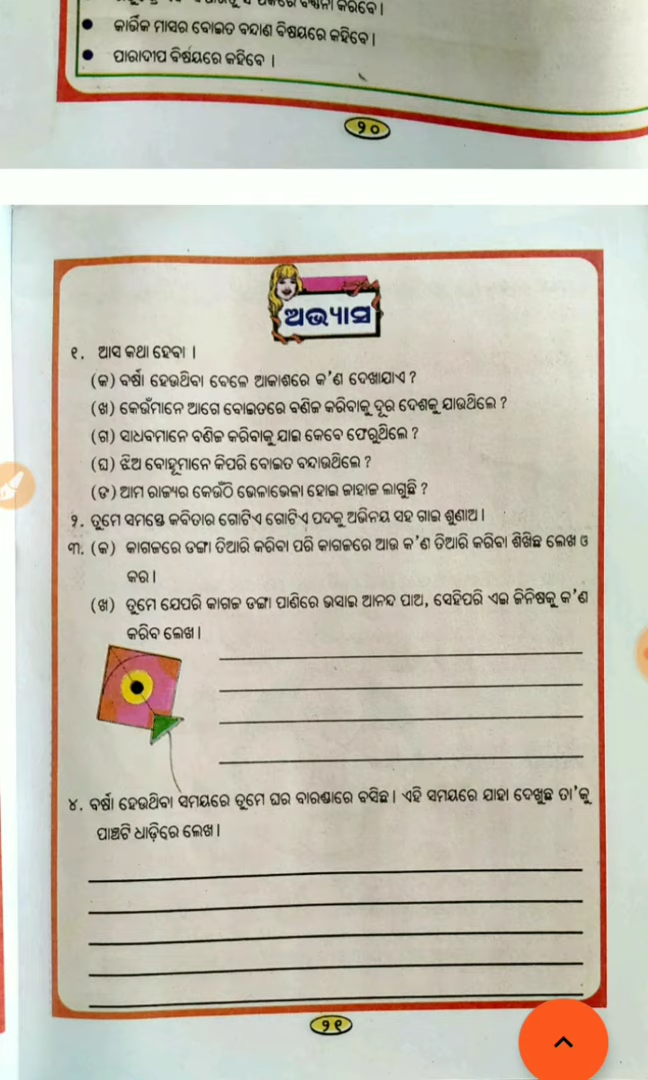 କରିବେ।
କାର୍ତ୍ତିକ ମାସର ବୋଇତ ବନ୍ଦାଣ ବିଷୟରେ କହିବେ।
ପାରାଦୀପ ବିଷୟରେ କହିବେ।
୨୦
ଅଭ୍ୟାସ
୧. ଆସ କଥା ହେବା।
(କ) ବର୍ଷା ହେଉଥିବା ବେଳେ ଆକାଶରେ କ'ଣ ଦେଖାଯାଏ ?
(ଖ) କେଉଁମାନେ ଆଗେ ବୋଇତରେ ବଣିଜ କରିବାକୁ ଦୂର ଦେଶକୁ ଯାଉଥିଲେ ?
(ଗ) ସାଧବମାନେ ବଣିଜ କରିବାକୁ ଯାଇ କେବେ ଫେରୁଥିଲେ ?
(ଘ) ଝିଅ ବୋହୂମାନେ କିପରି ବୋଇତ ବନ୍ଦାଉଥିଲେ ?
(ଙ) ଆମ ରାଜ୍ୟର କେଉଁଠି ଭେଳାଭେଳା ହୋଇ ଜାହାଜ ଲାଗୁଛି ?
୨. ତୁମେ ସମସ୍ତେ କବିତାର ଗୋଟିଏ ଗୋଟିଏ ପଦକୁ ଅଭିନୟ ସହ ଗାଇ ଶୁଣାଅ।
୩. (କ) କାଗଜରେ ଡଙ୍ଗା ତିଆରି କରିବା ପରି କାଗଜରେ ଆଉ କ'ଣ ତିଆରି କରିବା ଶିଖିଛ ଲେଖ ଓ
କର।
(ଖ) ତୁମେ ଯେପରି କାଗଜ ଡଙ୍ଗା ପାଣିରେ ଭସାଇ ଆନନ୍ଦ ପାଅ, ସେହିପରି ଏଇ ଜିନିଷକୁ କ'ଣ
କରିବ ଲେଖ।
୪. ବର୍ଷା ହେଉଥିବା ସମୟରେ ତୁମେ ଘର ବାରଣ୍ଡାରେ ବସିଛ। ଏହି ସମୟରେ ଯାହା ଦେଖୁଛ ତା'କୁ
ପାଞ୍ଚଟି ଧାଡ଼ିରେ ଲେଖ।
୨୧